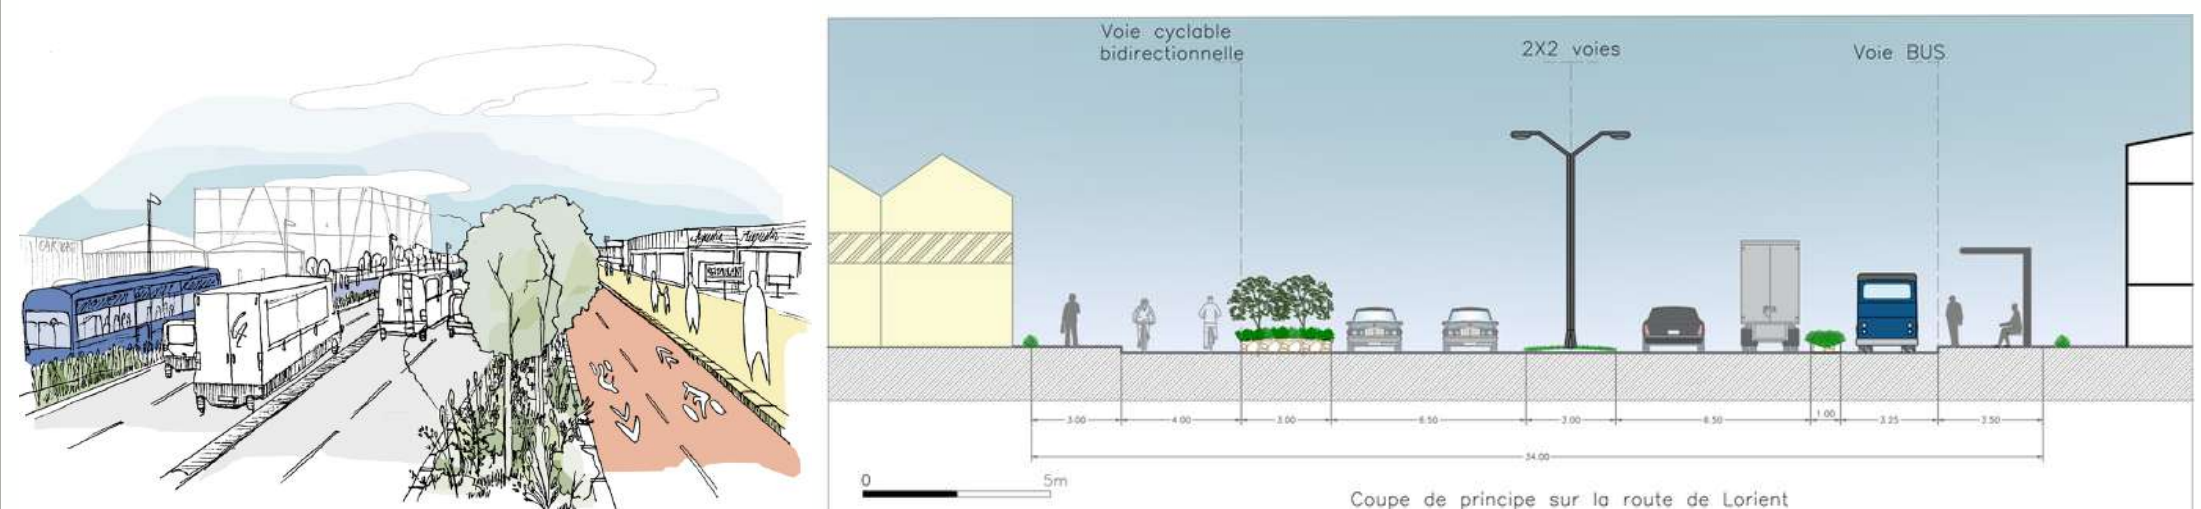 Voie cyclable
bidirectionnelle
2X2 voies
Voie BUS
3.00 4.00 3.00 6.50 3.00 6.50 1.00 3.25 3.50
34.00
0 5m
Coupe de principe sur la route de Lorient